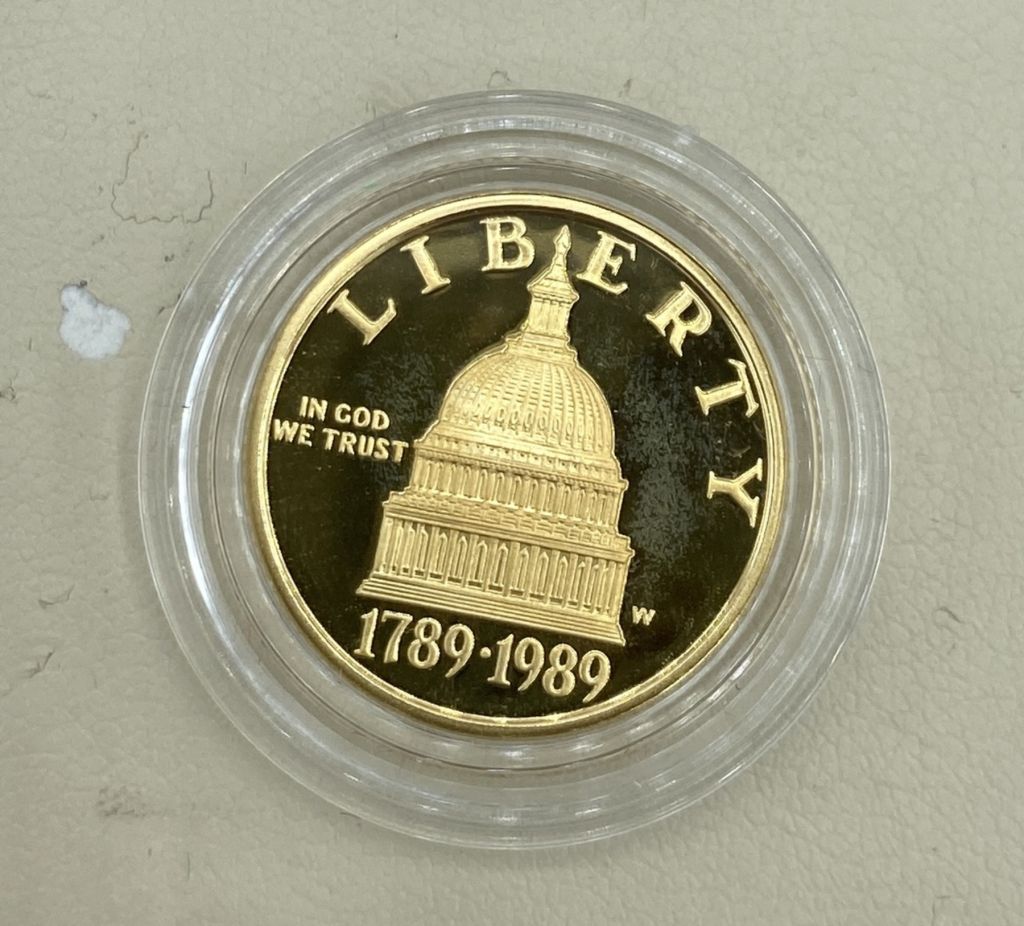 LIBERTY
IN GOD
WE TRUST
W
1789·1989